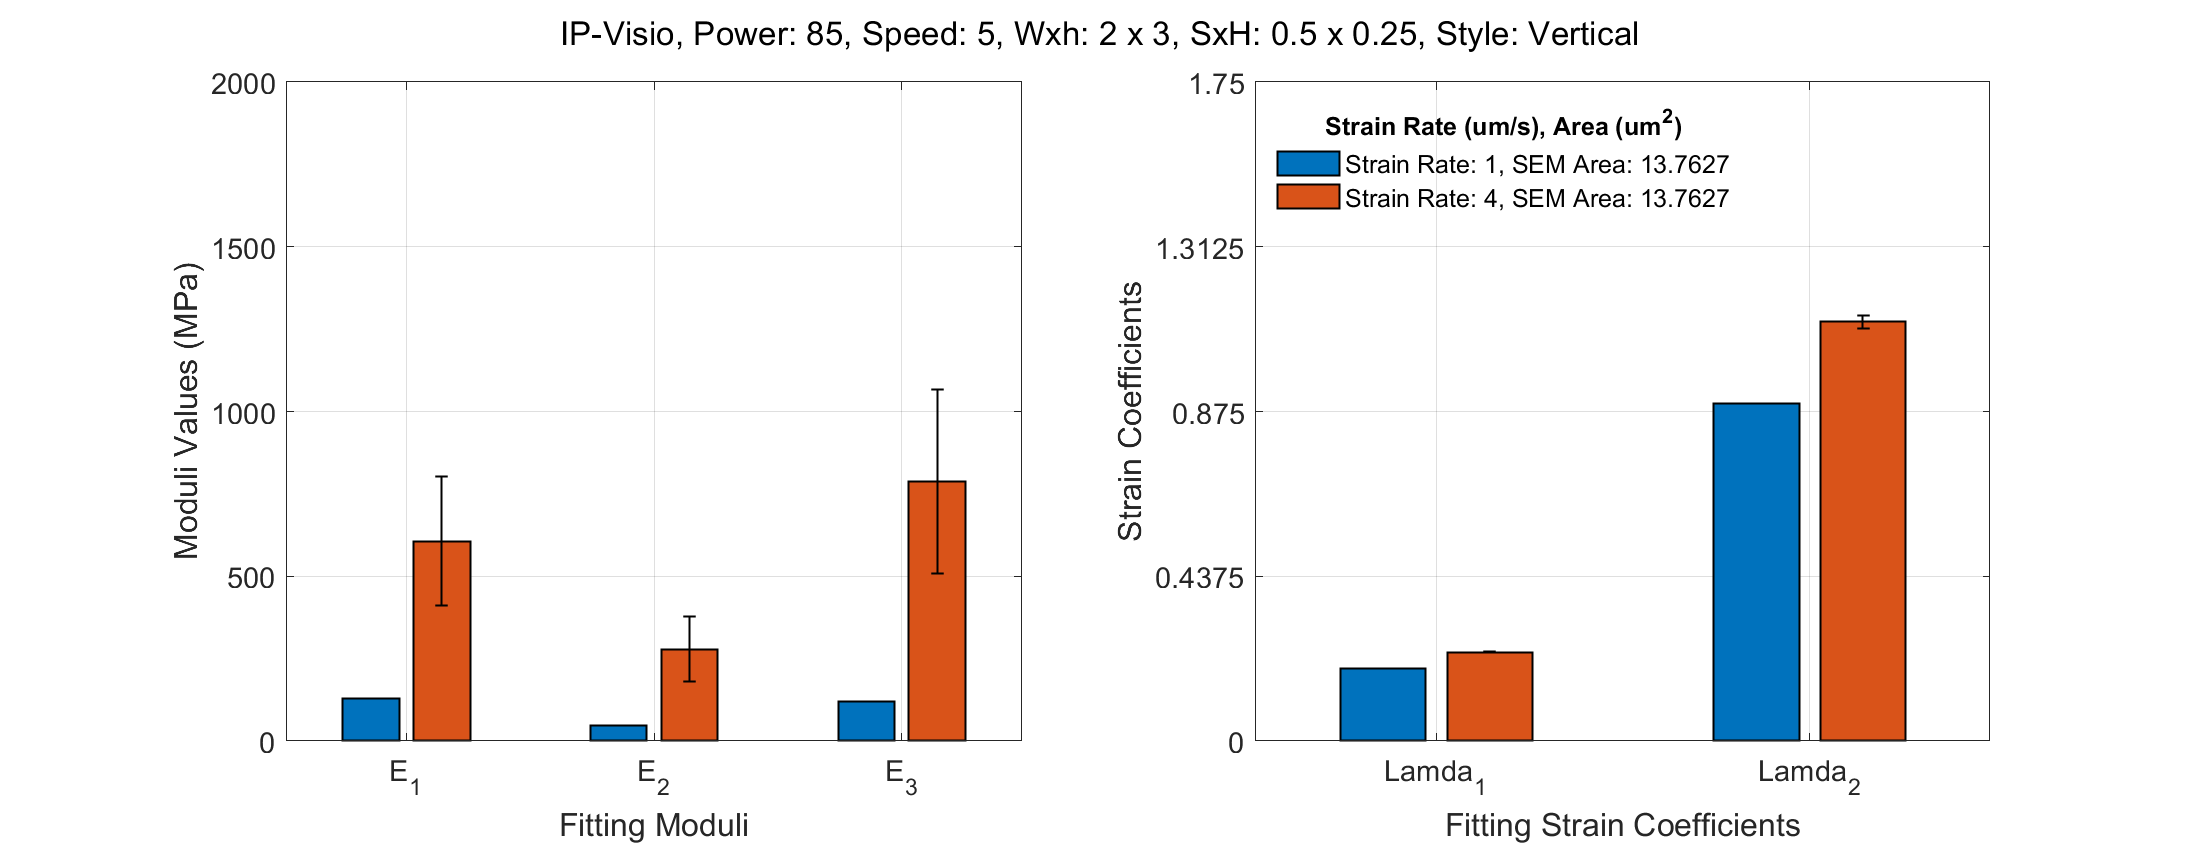 IP-Visio, Power: 85, Speed: 5, Wxh: 2 x 3, SxH: 0.5 x 0.25, Style: Vertical
Moduli Values (MPa)
2000
1500
1000
500
0
E1
E2
E3
Fitting Moduli
Strain Coefficients
1.75
1.3125
0.875
0.4375
0
Strain Rate (um/s), Area (um²)
Strain Rate: 1, SEM Area: 13.7627
Strain Rate: 4, SEM Area: 13.7627
Lamda1
Lamda2
Fitting Strain Coefficients